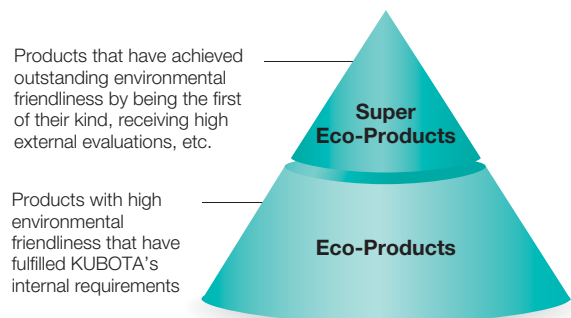 Products that have achieved
outstanding environmental
friendliness by being the first
of their kind, receiving high
external evaluations, etc.
Super
Eco-Products
Products with high
environmental
friendliness that have
fulfilled KUBOTA's
internal requirements
Eco-Products